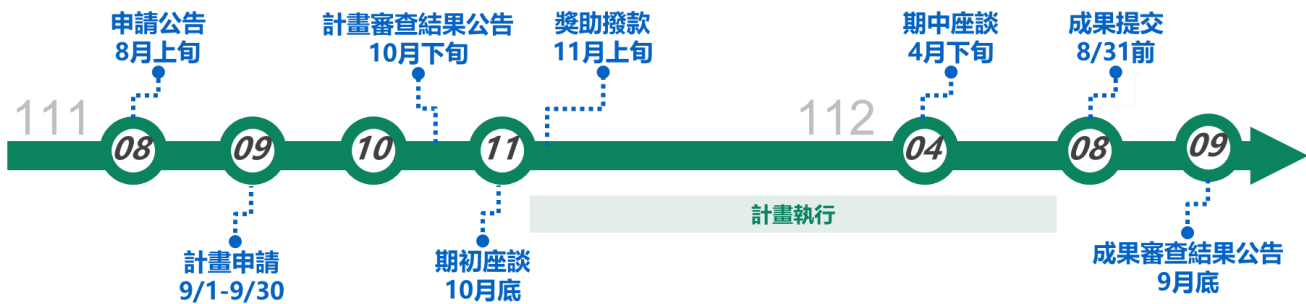 申請公告
8月上旬
計畫審查結果公告
10月下旬
獎助撥款
11月上旬
期中座談
4月下旬
成果提交
8/31前
111
112
08
09
10
11
04
08
09
計畫執行
計畫申請
9/1-9/30
期初座談
10月底
成果審查結果公告
9月底